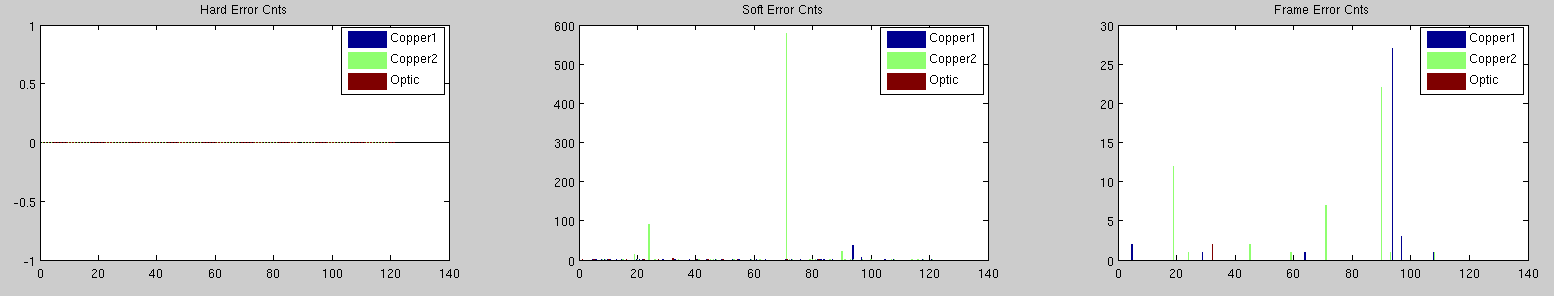 Hard Error Cnts
1
0.5
0
-0.5
-1
0 20 40 60 80 100 120 140
Copper1
Copper2
Optic
Soft Error Cnts
600
500
400
300
200
100
0
0 20 40 60 80 100 120 140
Copper1
Copper2
Optic
Frame Error Cnts
30
25
20
15
10
5
0
0 20 40 60 80 100 120 140
Copper1
Copper2
Optic